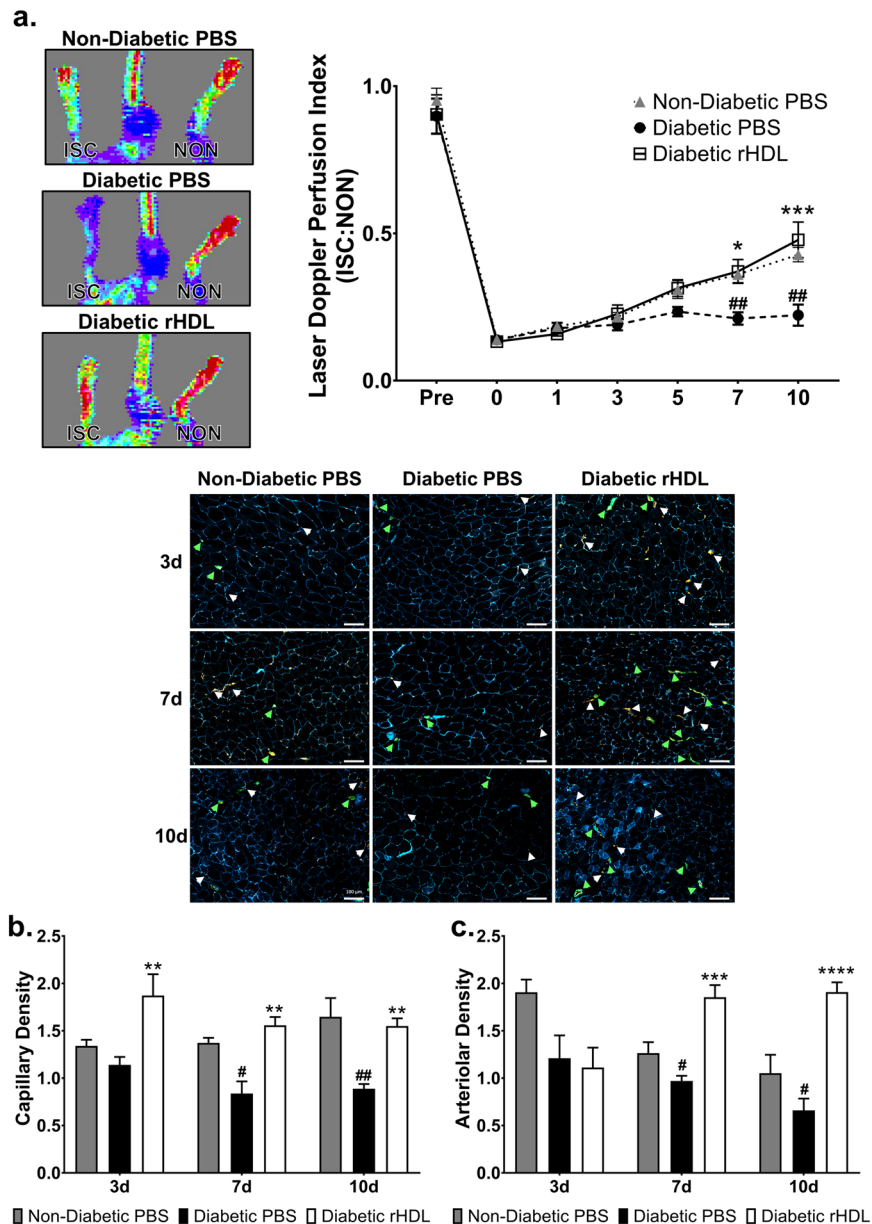 a.
Non-Diabetic PBS
ISC NON
Diabetic PBS
ISC NON
Diabetic rHDL
ISC NON
Laser Doppler Perfusion Index
(ISC:NON)
1.0
0.5
0.0
Non-Diabetic PBS
Diabetic PBS
Diabetic rHDL
* ***
## ##
Pre 0 1 3 5 7 10
Non-Diabetic PBS Diabetic PBS Diabetic rHDL
3d
7d
10d
100 µm
b.
Capillary Density
2.5
2.0
1.5
1.0
0.5
0.0
** ** **
# ##
3d 7d 10d
Non-Diabetic PBS Diabetic PBS Diabetic rHDL
c.
Arteriolar Density
2.5
2.0
1.5
1.0
0.5
0.0
*** ****
# #
3d 7d 10d
Non-Diabetic PBS Diabetic PBS Diabetic rHDL